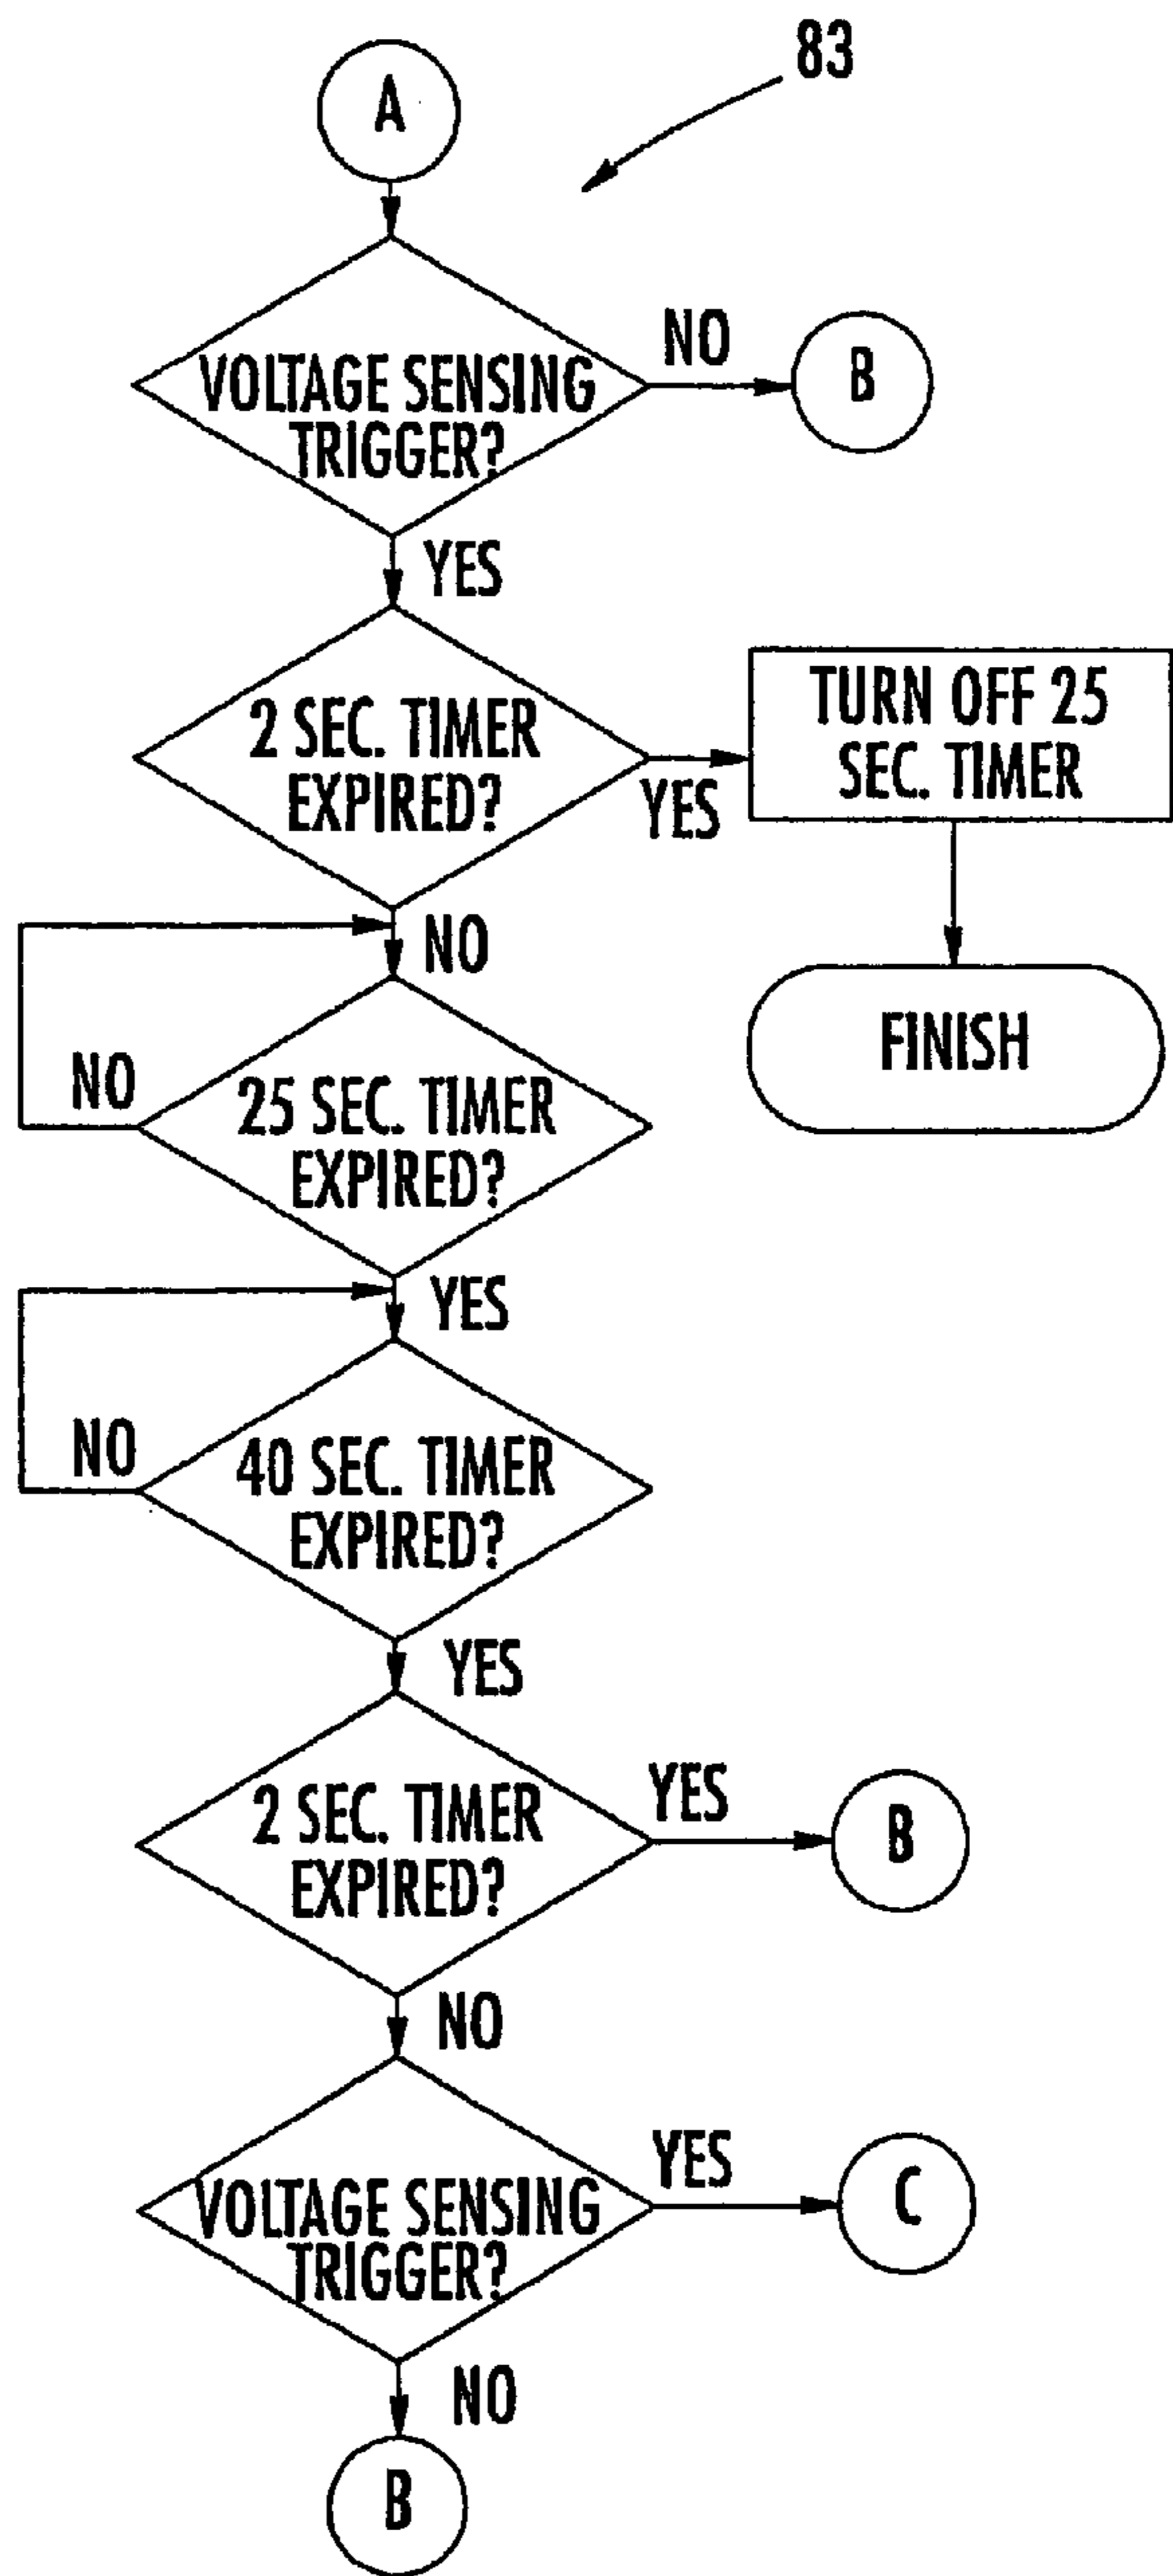 83
A
VOLTAGE SENSING
TRIGGER?
NO
B
YES
2 SEC. TIMER
EXPIRED?
YES
TURN OFF 25
SEC. TIMER
NO
FINISH
NO
25 SEC. TIMER
EXPIRED?
YES
NO
40 SEC. TIMER
EXPIRED?
YES
2 SEC. TIMER
EXPIRED?
YES
B
NO
VOLTAGE SENSING
TRIGGER?
YES
C
NO
B